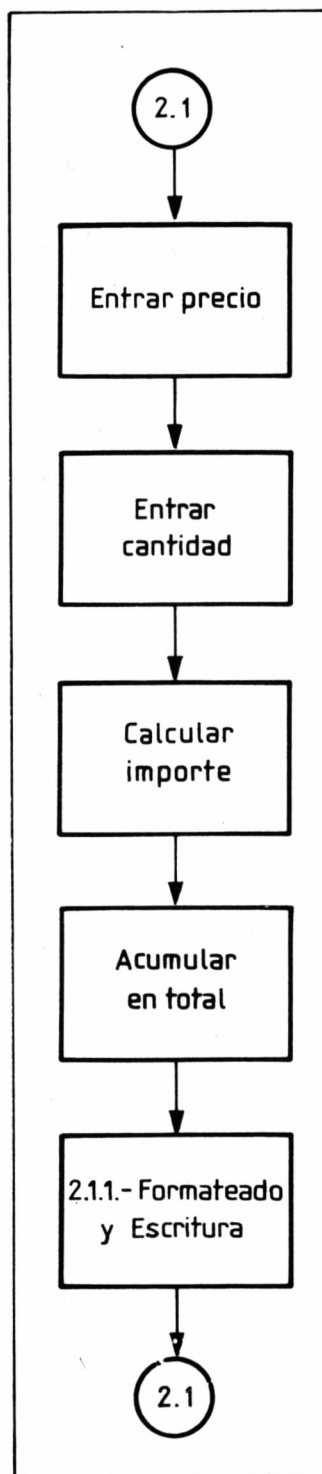 2.1
Entrar precio
Entrar
cantidad
Calcular
importe
Acumular
en total
2.1.1.- Formateado
y Escritura
2.1